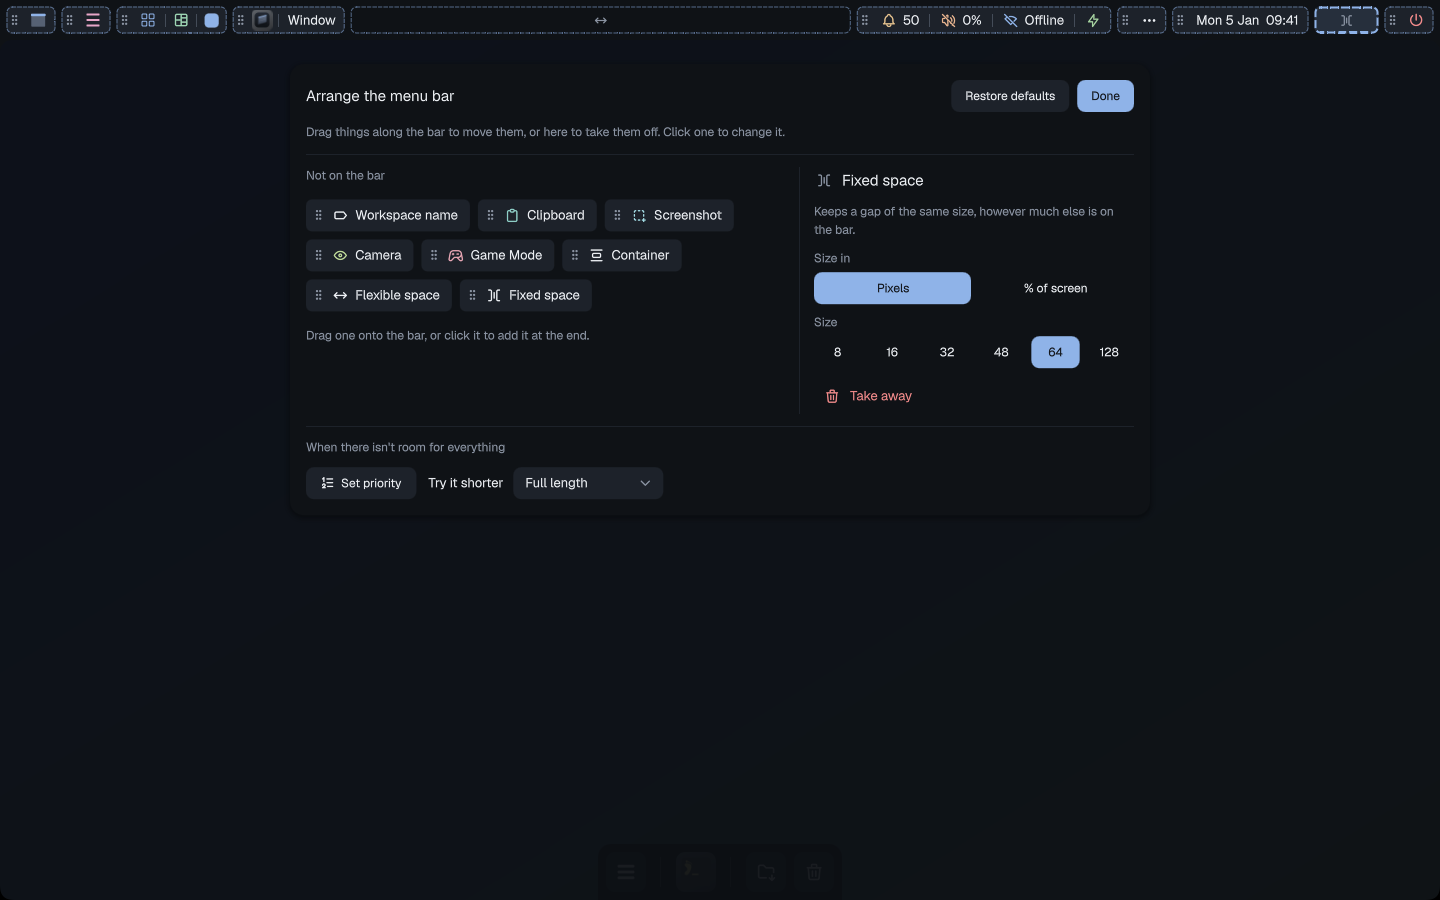 Window
50
0%
Offline
Mon 5 Jan 09:41
Arrange the menu bar
Restore defaults
Done
Drag things along the bar to move them, or here to take them off. Click one to change it.
Not on the bar
Workspace name
Clipboard
Screenshot
Camera
Game Mode
Container
Flexible space
Fixed space
Drag one onto the bar, or click it to add it at the end.
Fixed space
Keeps a gap of the same size, however much else is on
the bar.
Size in
Pixels
% of screen
Size
8
16
32
48
64
128
Take away
When there isn't room for everything
Set priority
Try it shorter
Full length